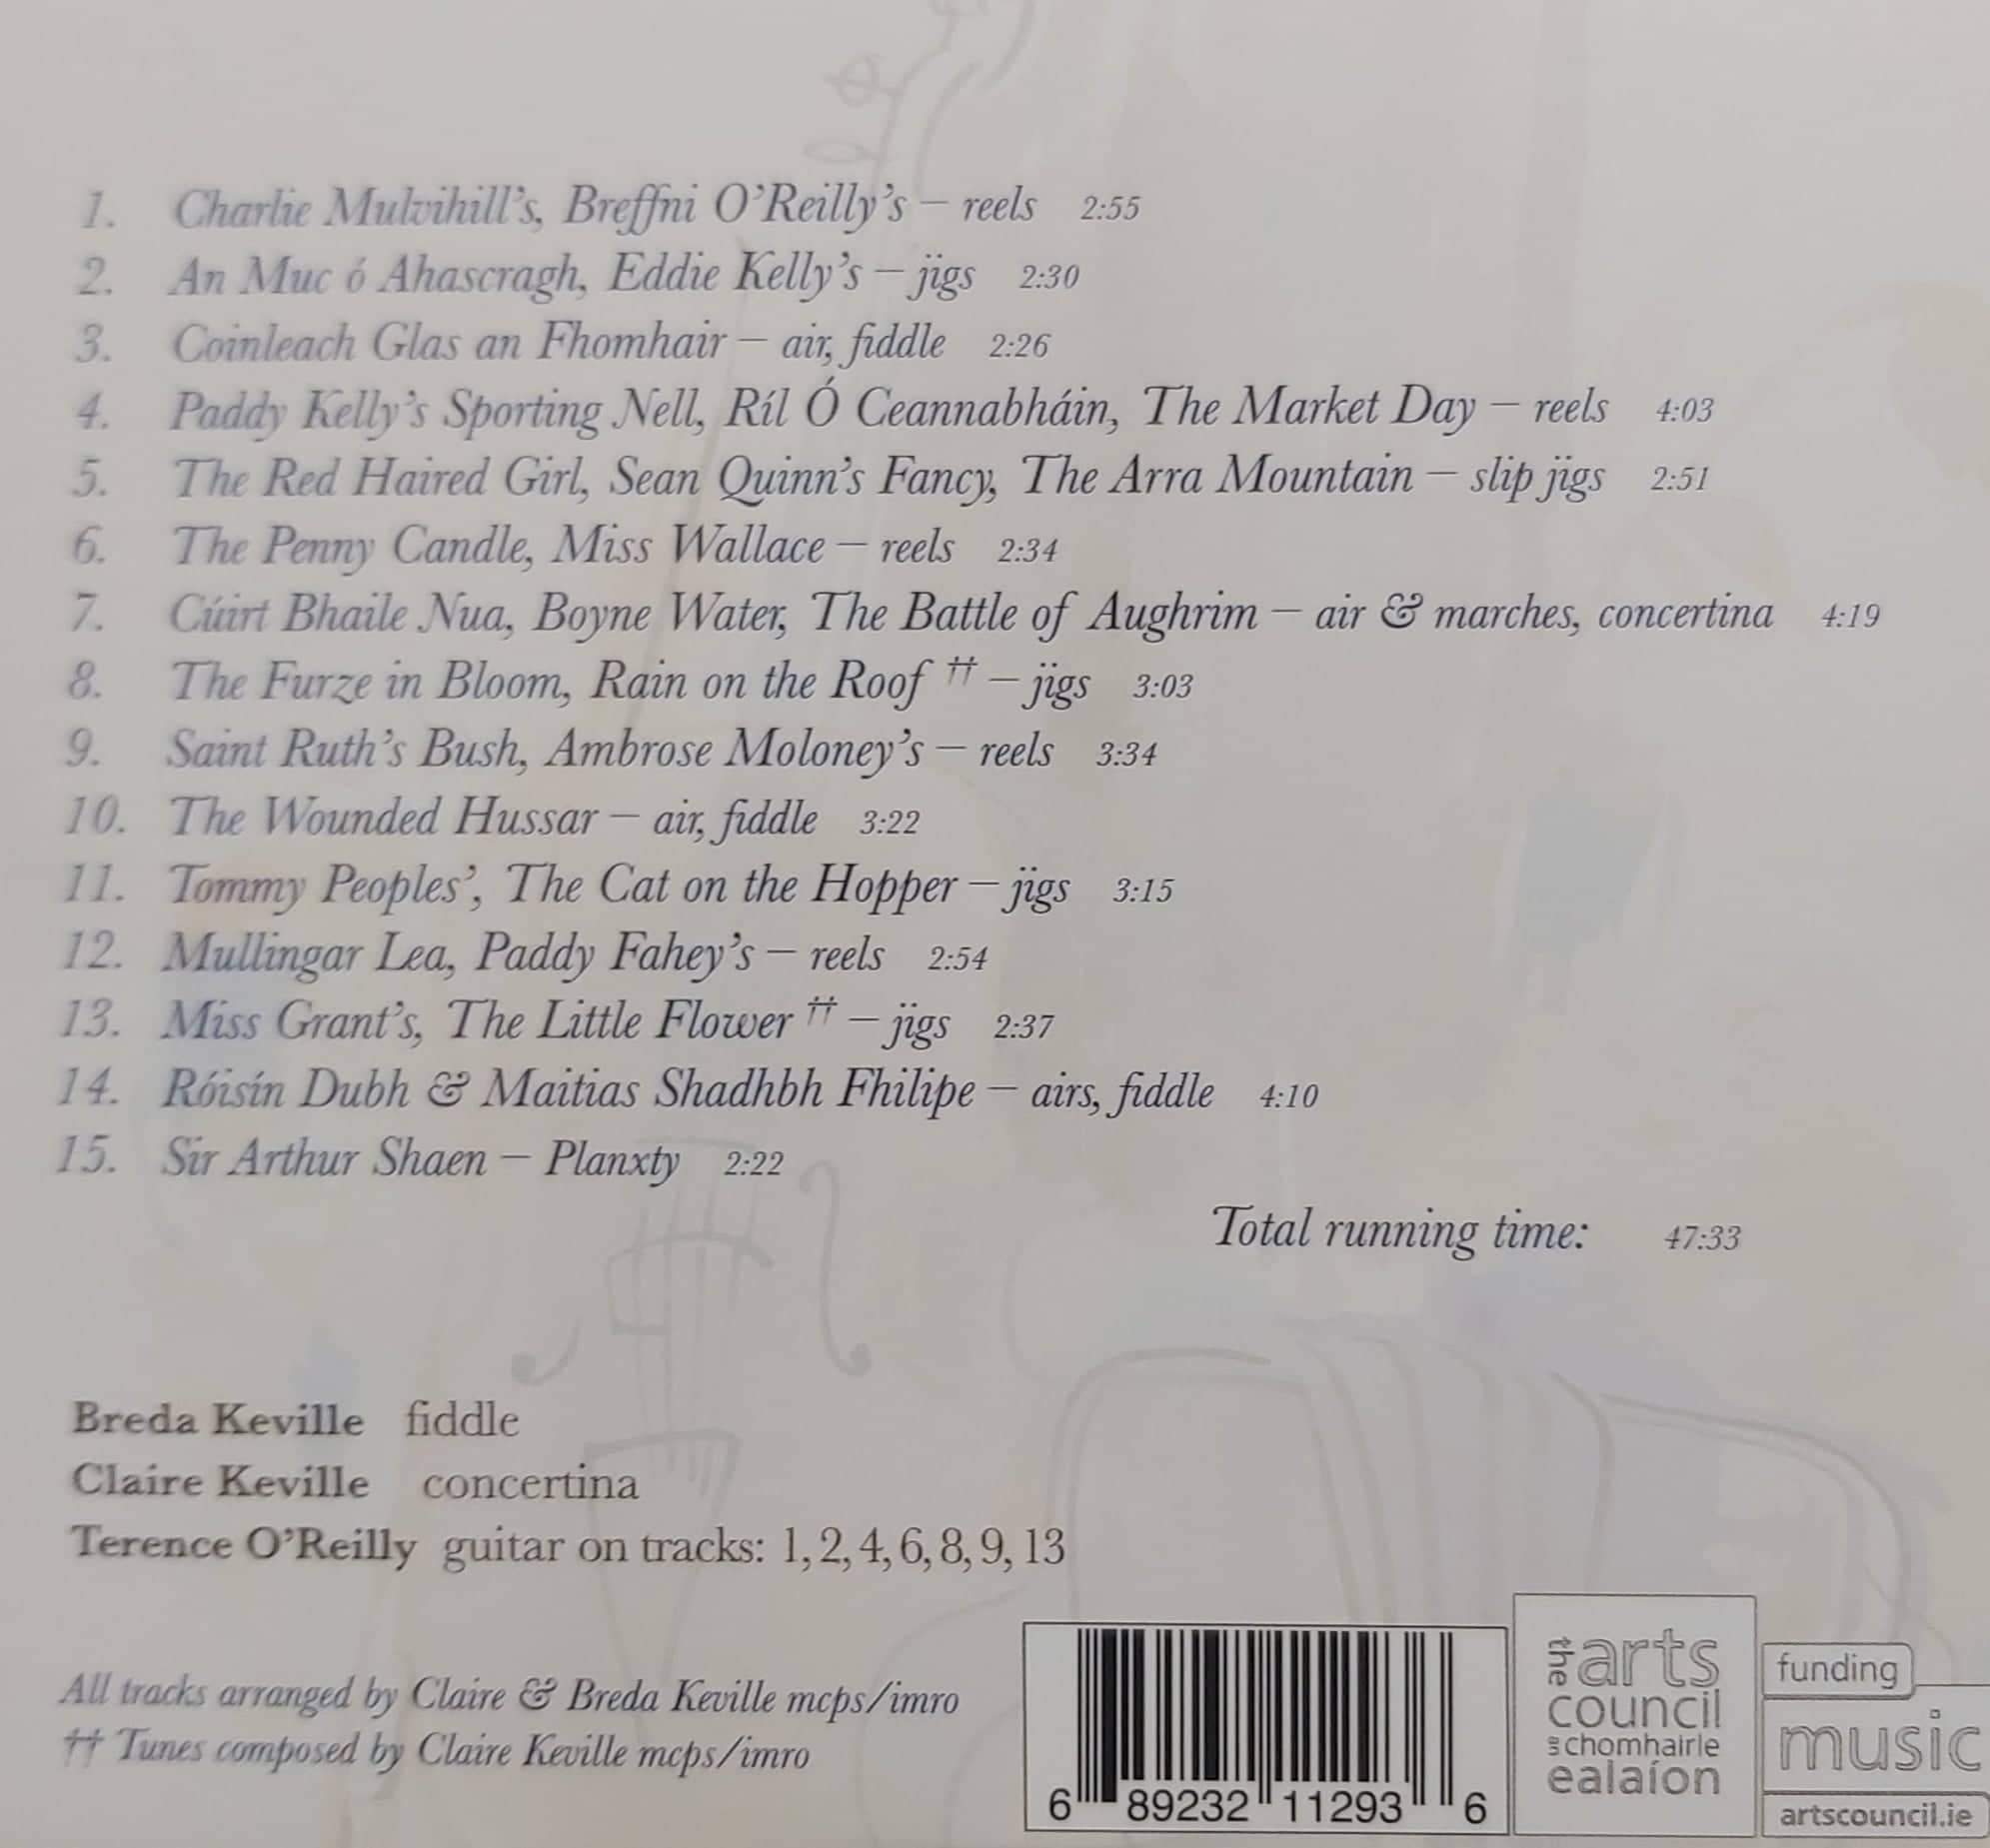 1. Charlie Mulvihill's, Breffni O'Reilly's – reels 2:55
2. An Muc ó Ahascragh, Eddie Kelly's – jigs 2:30
3. Coinleach Glas an Fhomhair – air, fiddle 2:26
4. Paddy Kelly's Sporting Nell, Ríl Ó Ceannabháin, The Market Day – reels 4:03
5. The Red Haired Girl, Sean Quinn's Fancy, The Arra Mountain – slip jigs 2:51
6. The Penny Candle, Miss Wallace – reels 2:34
7. Cúirt Bhaile Nua, Boyne Water, The Battle of Aughrim – air & marches, concertina 4:19
8. The Furze in Bloom, Rain on the Roof †† – jigs 3:03
9. Saint Ruth's Bush, Ambrose Moloney's – reels 3:34
10. The Wounded Hussar – air, fiddle 3:22
11. Tommy Peoples', The Cat on the Hopper – jigs 3:15
12. Mullingar Lea, Paddy Fahey's – reels 2:54
13. Miss Grant's, The Little Flower †† – jigs 2:37
14. Róisín Dubh & Maitias Shadhbh Fhilipe – airs, fiddle 4:10
15. Sir Arthur Shaen – Planxty 2:22
Total running time: 47:33
Breda Keville fiddle
Claire Keville concertina
Terence O'Reilly guitar on tracks: 1, 2, 4, 6, 8, 9, 13
All tracks arranged by Claire & Breda Keville mcps/imro
†† Tunes composed by Claire Keville mcps/imro
6 89232 11293 6
the arts
council
an chomhairle
ealaíon
funding
music
artscouncil.ie